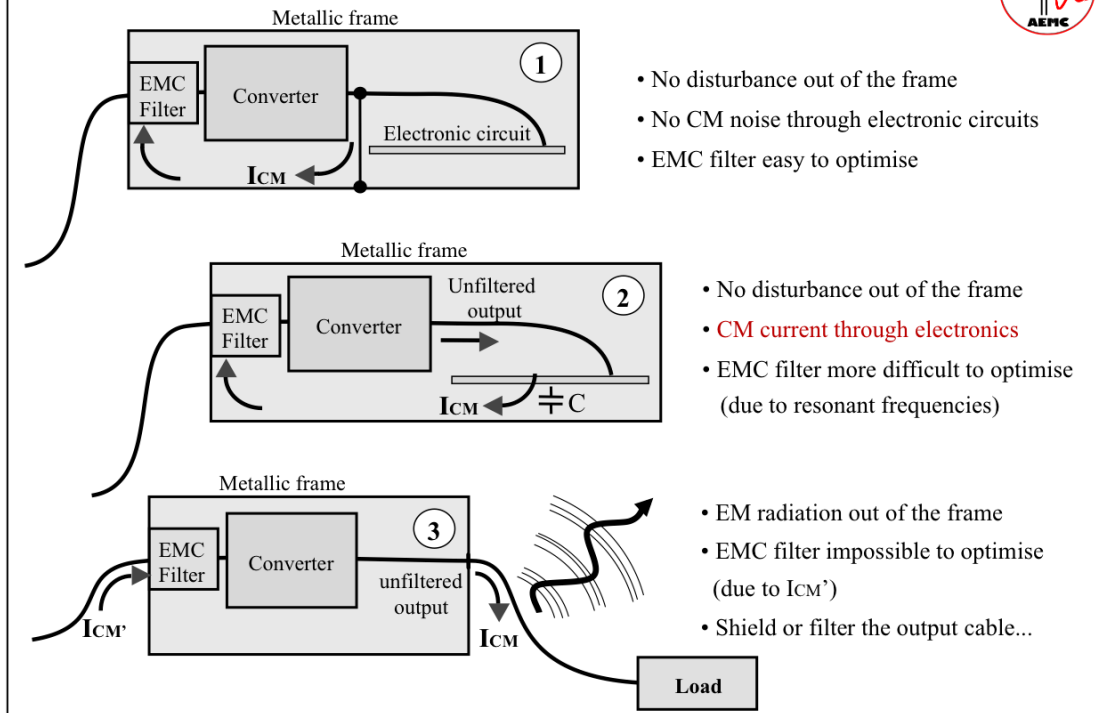 AEMC
Metallic frame
EMC
Filter
Converter
1
Electronic circuit
ICM
• No disturbance out of the frame
• No CM noise through electronic circuits
• EMC filter easy to optimise
Metallic frame
EMC
Filter
Converter
Unfiltered
output
2
ICM
C
• No disturbance out of the frame
• CM current through electronics
• EMC filter more difficult to optimise
(due to resonant frequencies)
Metallic frame
EMC
Filter
Converter
3
unfiltered
output
ICM’
ICM
Load
• EM radiation out of the frame
• EMC filter impossible to optimise
(due to ICM’)
• Shield or filter the output cable...